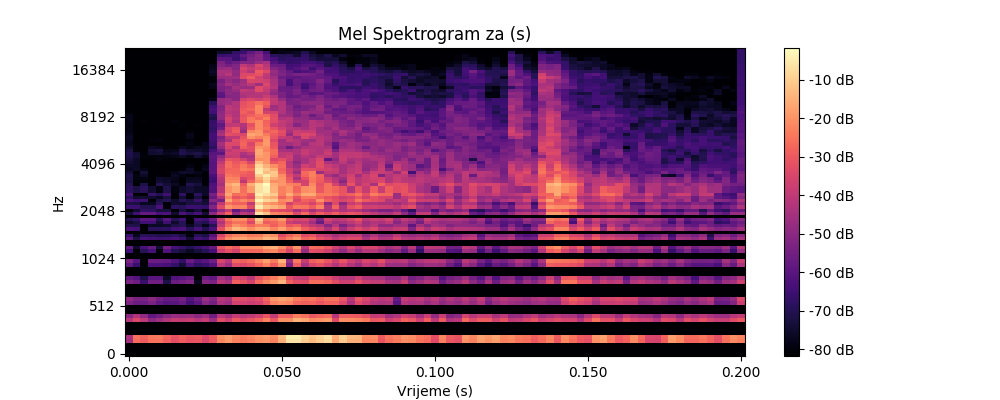 Mel Spektrogram za (s)
16384
8192
4096
2048
1024
512
0
Hz
0.000
0.050
0.100
0.150
0.200
Vrijeme (s)
-10 dB
-20 dB
-30 dB
-40 dB
-50 dB
-60 dB
-70 dB
-80 dB